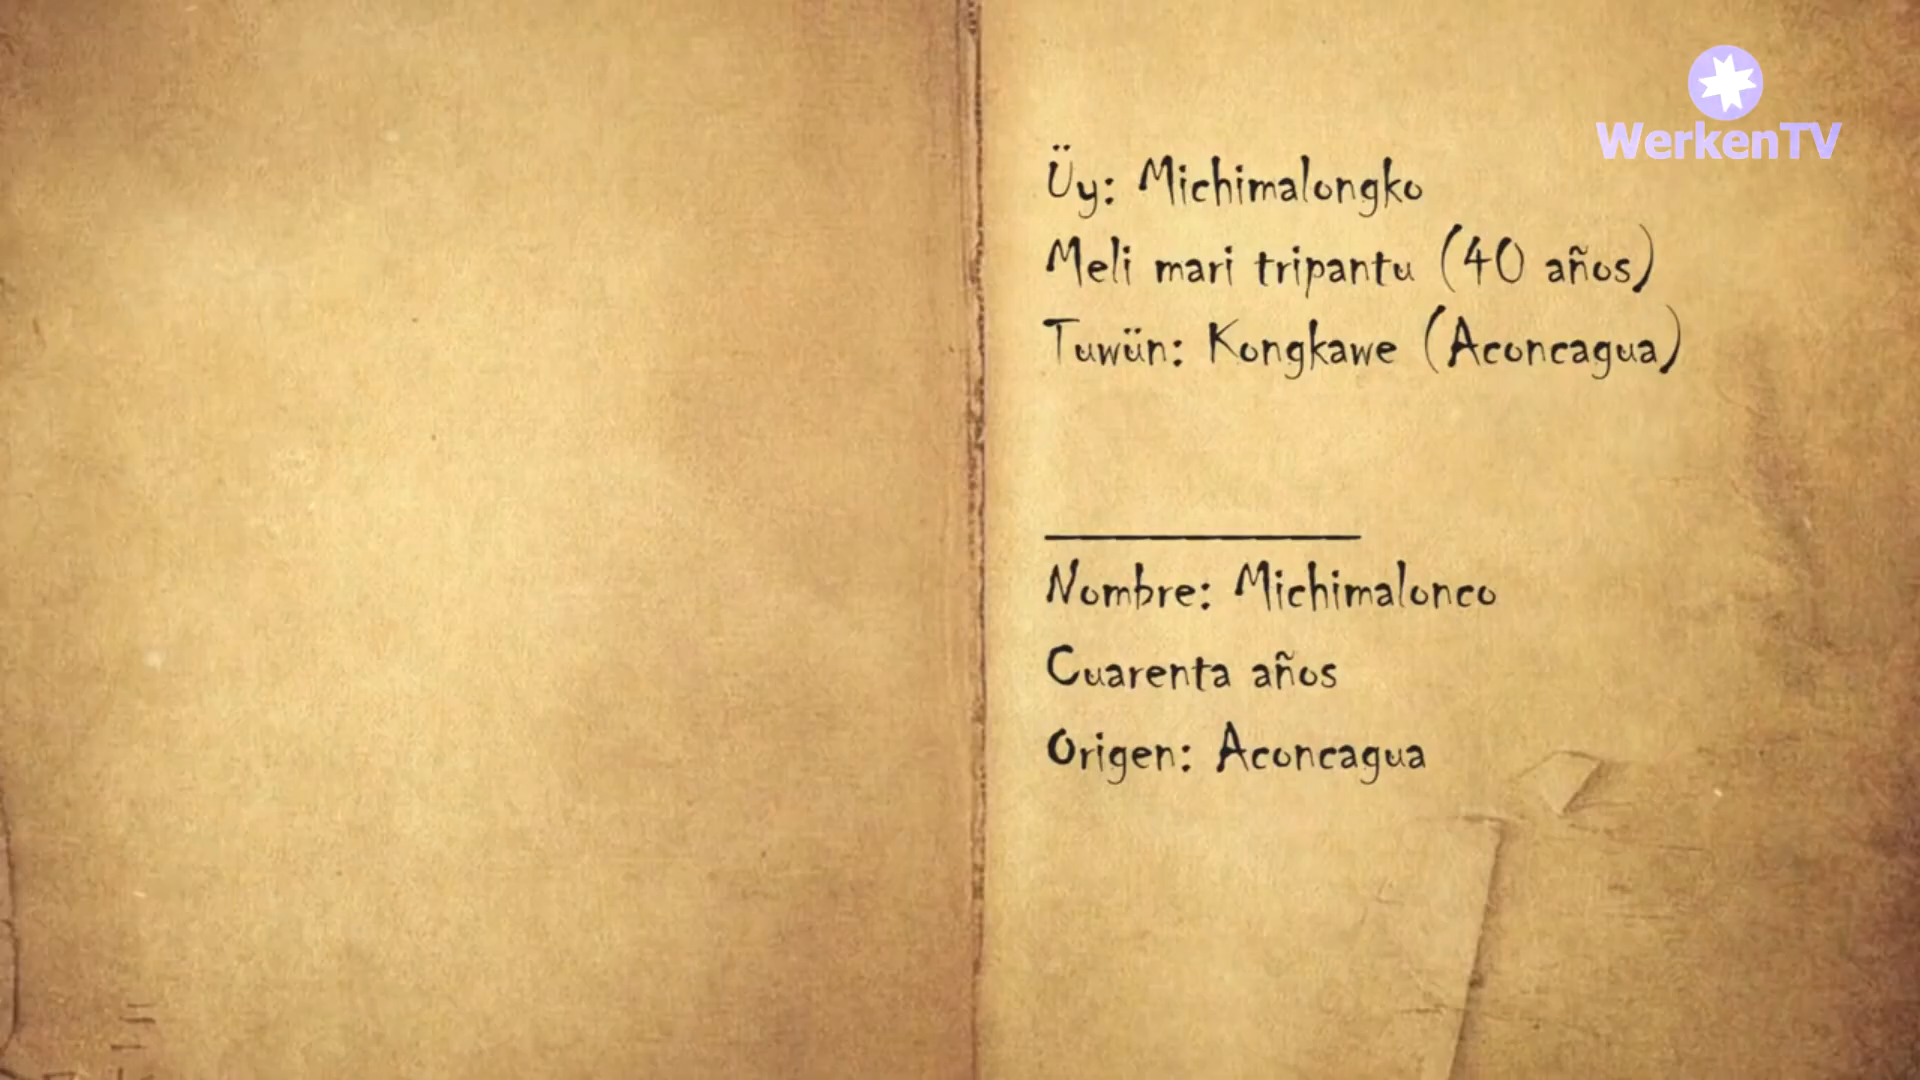 WerkenTV
Üy: Michimalongko
Meli mari tripantu (40 años)
Tuwün: Kongkawe (Aconcagua)
Nombre: Michimalonco
Cuarenta años
Origen: Aconcagua